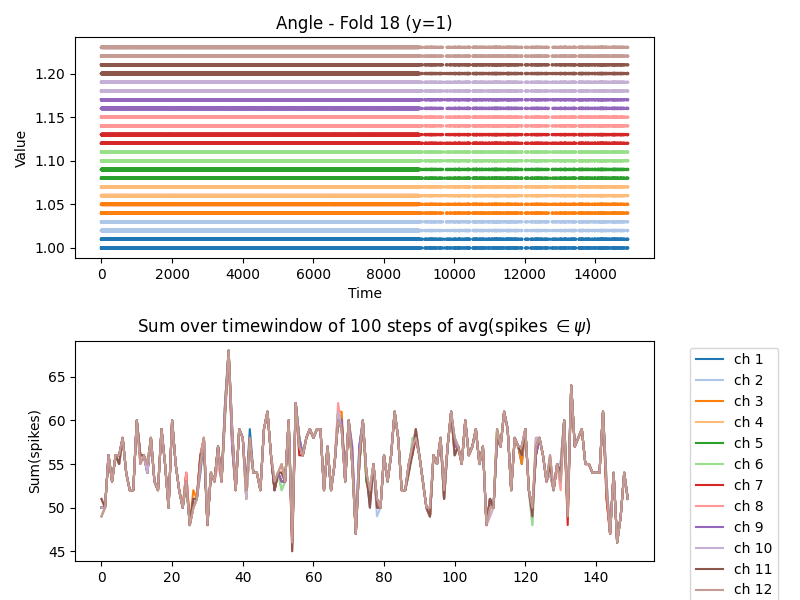 Angle - Fold 18 (y=1)
Value
1.20
1.15
1.10
1.05
1.00
0 2000 4000 6000 8000 10000 12000 14000
Time
Sum over timewindow of 100 steps of avg(spikes ∈ ψ)
Sum(spikes)
65
60
55
50
45
0 20 40 60 80 100 120 140
ch 1
ch 2
ch 3
ch 4
ch 5
ch 6
ch 7
ch 8
ch 9
ch 10
ch 11
ch 12